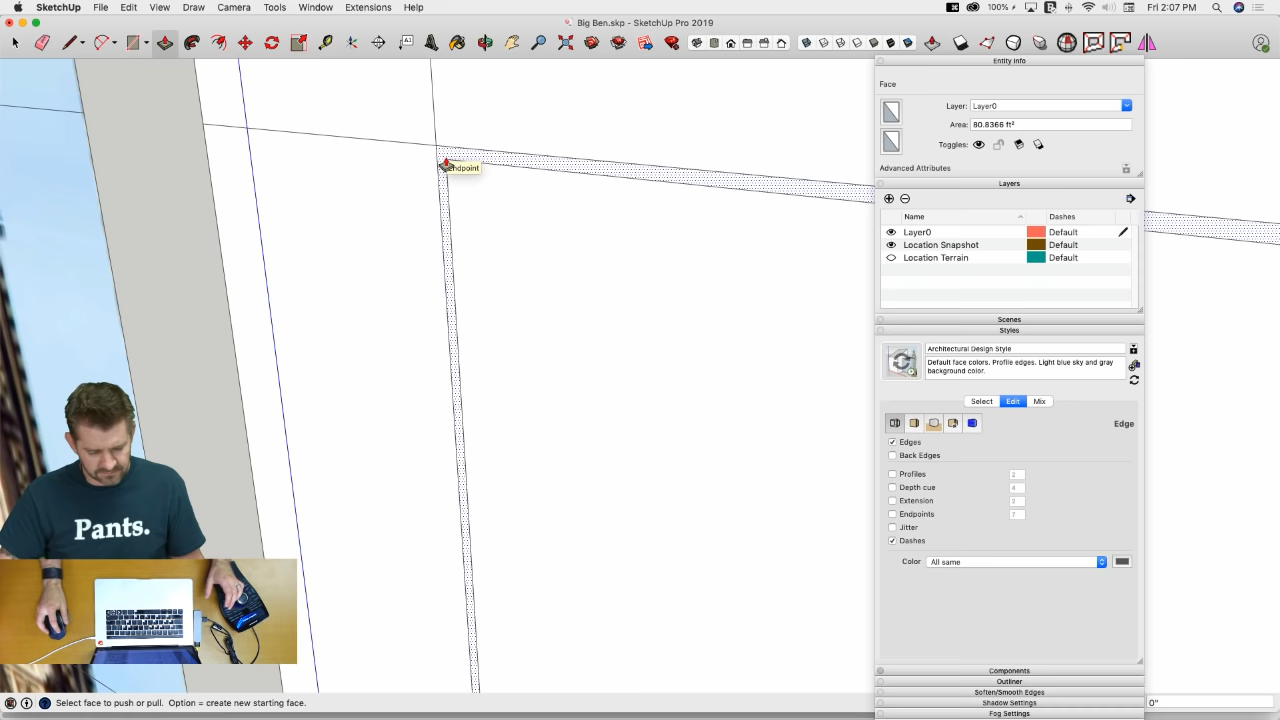 SketchUp File Edit View Draw Camera Tools Window Extensions Help 100% Fri 2:07 PM
Big Ben.skp - SketchUp Pro 2019
Entity Info
Face
Layer: Layer0
Area: 80.8366 ft²
Toggles:
Advanced Attributes
Layers
Name Dashes
Layer0 Default
Location Snapshot Default
Location Terrain Default
Scenes
Styles
Architectural Design Style
Default face colors. Profile edges. Light blue sky and gray
background color.
Select Edit Mix
Edge
Edges
Back Edges
Profiles 2
Depth cue 4
Extension 2
Endpoints 7
Jitter
Dashes
Color All same
Components
Outliner
Soften/Smooth Edges
Shadow Settings
Fog Settings
Endpoint
Pants.
Select face to push or pull. Option = create new starting face.
0"